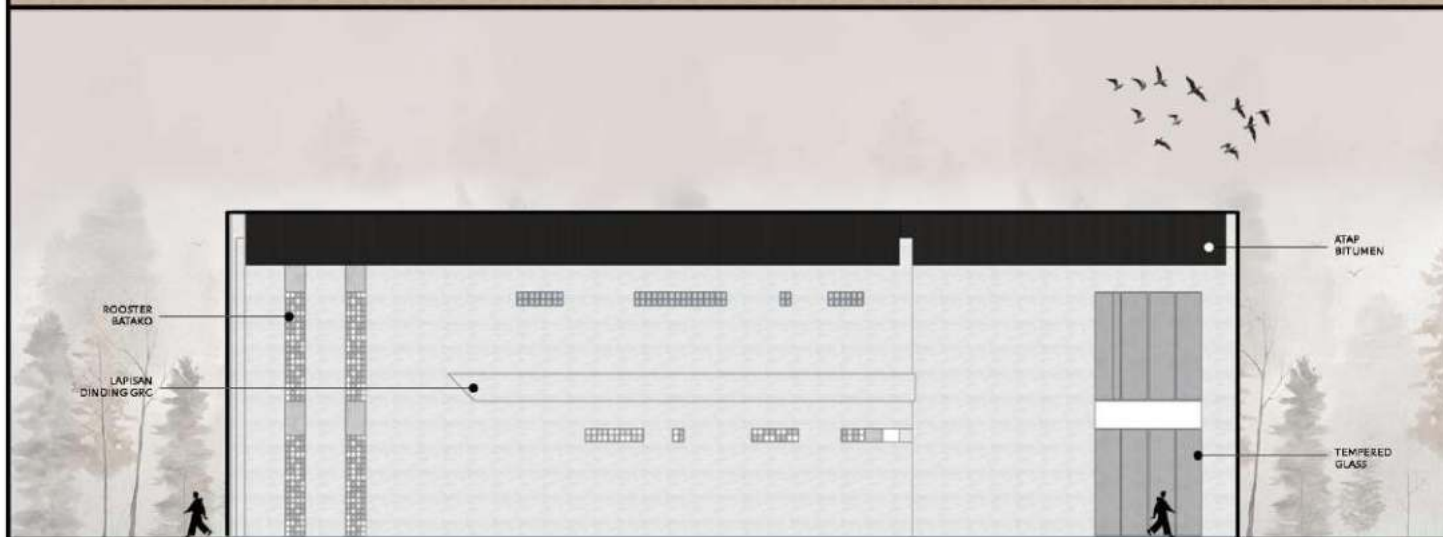 ATAP
BITUMEN
ROOSTER
BATAKO
LAPISAN
DINDING GRC
TEMPERED
GLASS